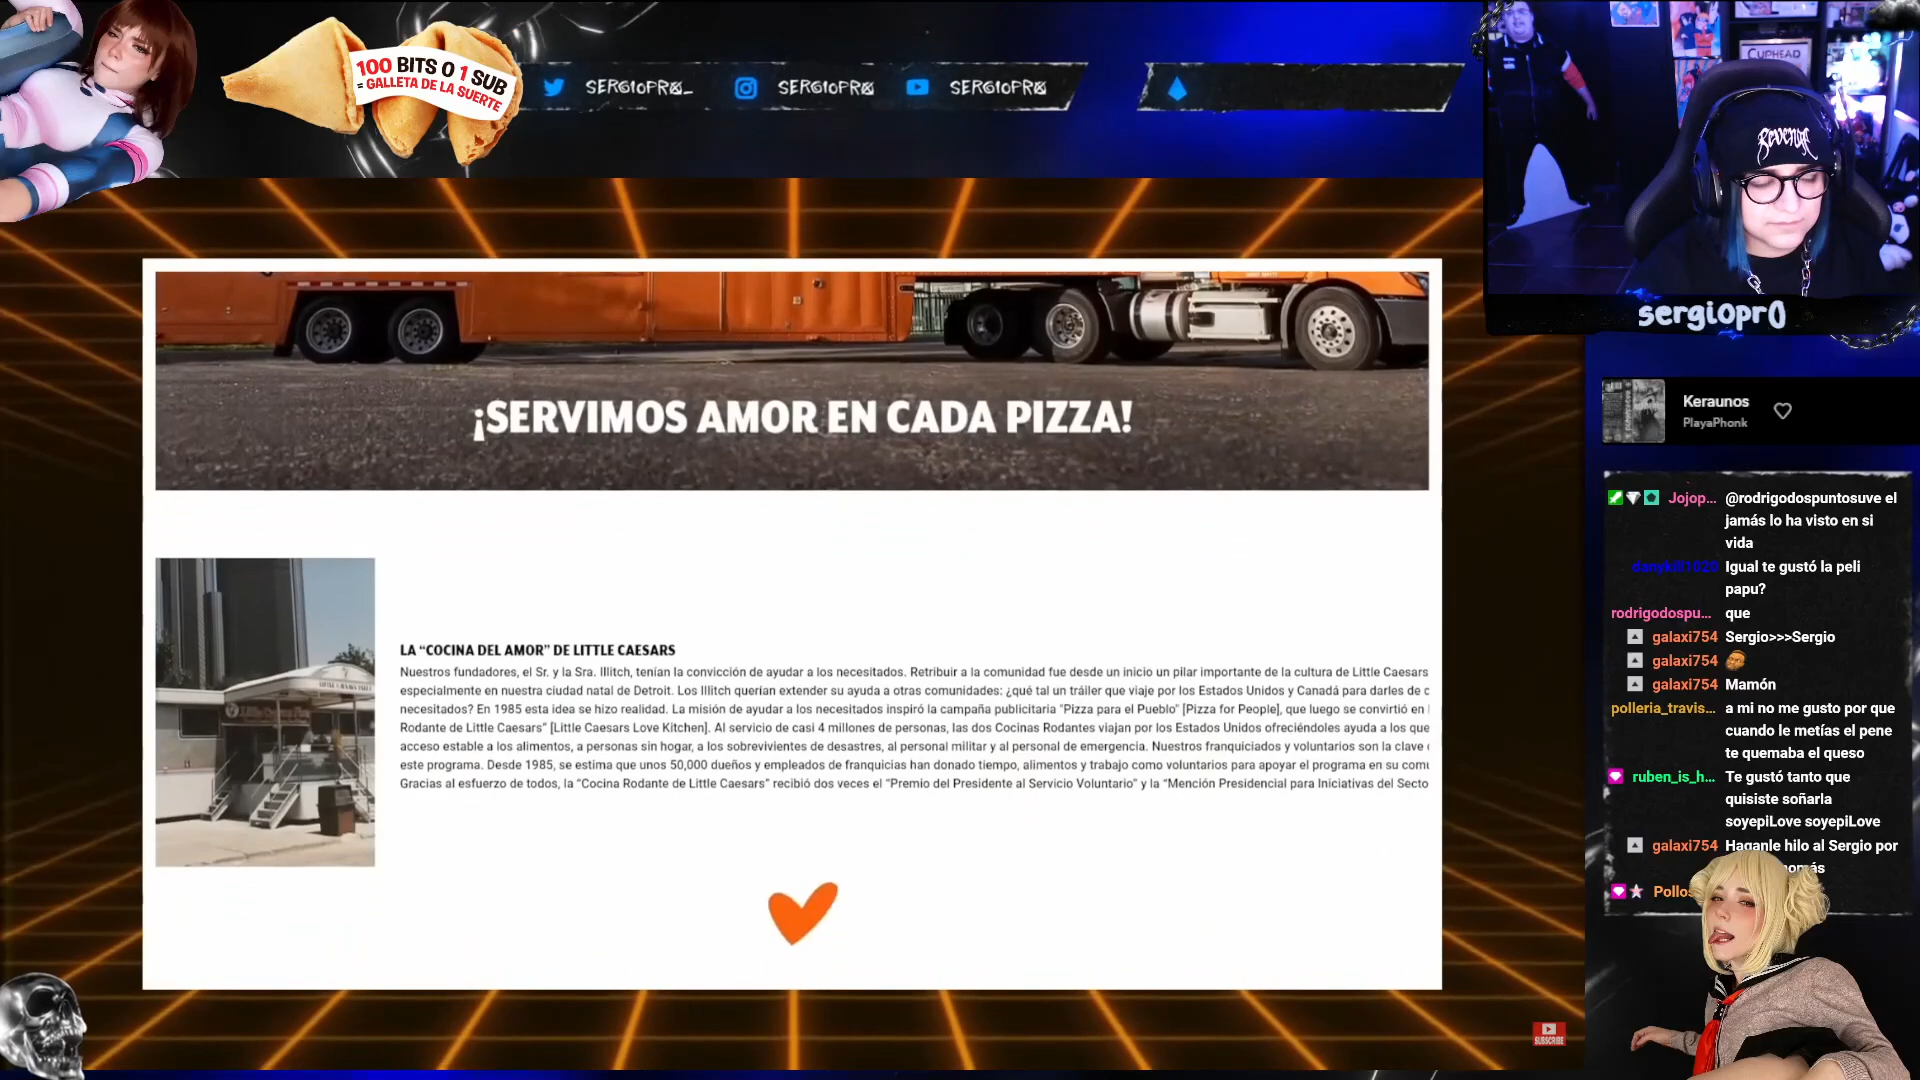 100 BITS O 1 SUB
= GALLETA DE LA SUERTE
SERGIOPRO_
SERGIOPRO
SERGIOPRO
CUPHEAD
REVENGE
sergiopr0
¡SERVIMOS AMOR EN CADA PIZZA!
LA “COCINA DEL AMOR” DE LITTLE CAESARS
Nuestros fundadores, el Sr. y la Sra. Illitch, tenían la convicción de ayudar a los necesitados. Retribuir a la comunidad fue desde un inicio un pilar importante de la cultura de Little Caesars
especialmente en nuestra ciudad natal de Detroit. Los Illitch querían extender su ayuda a otras comunidades: ¿qué tal un tráiler que viaje por los Estados Unidos y Canadá para darles de
necesitados? En 1985 esta idea se hizo realidad. La misión de ayudar a los necesitados inspiró la campaña publicitaria "Pizza para el Pueblo" [Pizza for People], que luego se convirtió en
Rodante de Little Caesars" [Little Caesars Love Kitchen]. Al servicio de casi 4 millones de personas, las dos Cocinas Rodantes viajan por los Estados Unidos ofreciéndoles ayuda a los que
acceso estable a los alimentos, a personas sin hogar, a los sobrevivientes de desastres, al personal militar y al personal de emergencia. Nuestros franquiciados y voluntarios son la clave
este programa. Desde 1985, se estima que unos 50,000 dueños y empleados de franquicias han donado tiempo, alimentos y trabajo como voluntarios para apoyar el programa en su com
Gracias al esfuerzo de todos, la "Cocina Rodante de Little Caesars" recibió dos veces el "Premio del Presidente al Servicio Voluntario" y la "Mención Presidencial para Iniciativas del Secto
SUBSCRIBE
Keraunos
PlayaPhonk
Jojop... @rodrigodospuntosuve el
jamás lo ha visto en si
vida
danykill1020 Igual te gustó la peli
papu?
rodrigodospu... que
galaxi754 Sergio>>>Sergio
galaxi754
galaxi754 Mamón
polleria_travis... a mi no me gusto por que
cuando le metías el pene
te quemaba el queso
ruben_is_h... Te gustó tanto que
quisiste soñarla
soyepiLove soyepiLove
galaxi754 Haganle hilo al Sergio por
Pollos